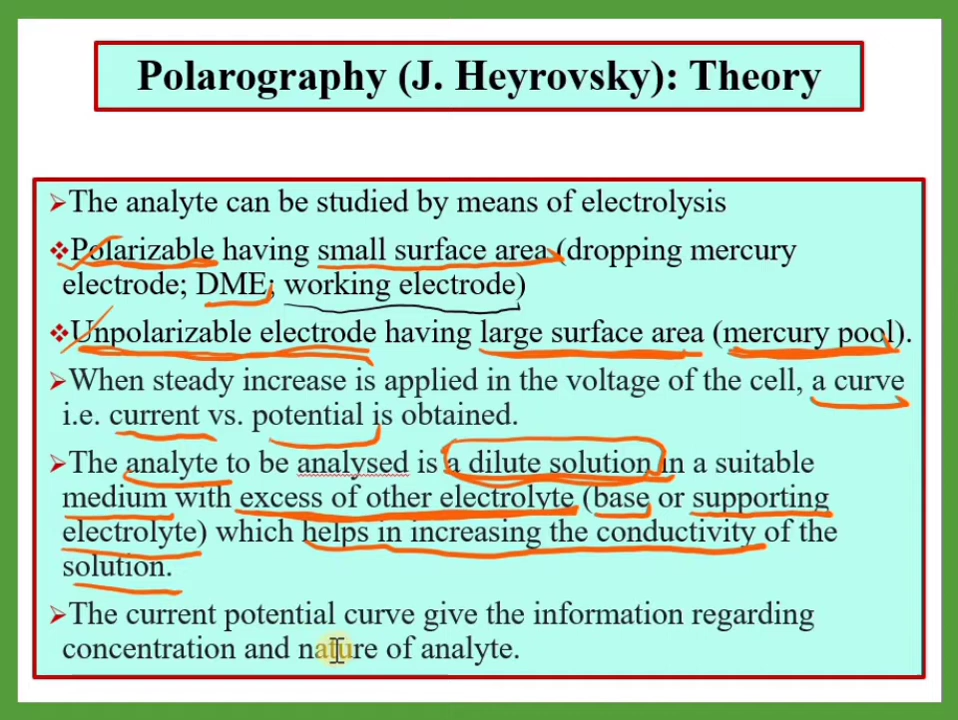 Polarography (J. Heyrovsky): Theory
➢The analyte can be studied by means of electrolysis
❖Polarizable having small surface area (dropping mercury
electrode; DME; working electrode)
❖Unpolarizable electrode having large surface area (mercury pool).
➢When steady increase is applied in the voltage of the cell, a curve
i.e. current vs. potential is obtained.
➢The analyte to be analysed is a dilute solution in a suitable
medium with excess of other electrolyte (base or supporting
electrolyte) which helps in increasing the conductivity of the
solution.
➢The current potential curve give the information regarding
concentration and nature of analyte.